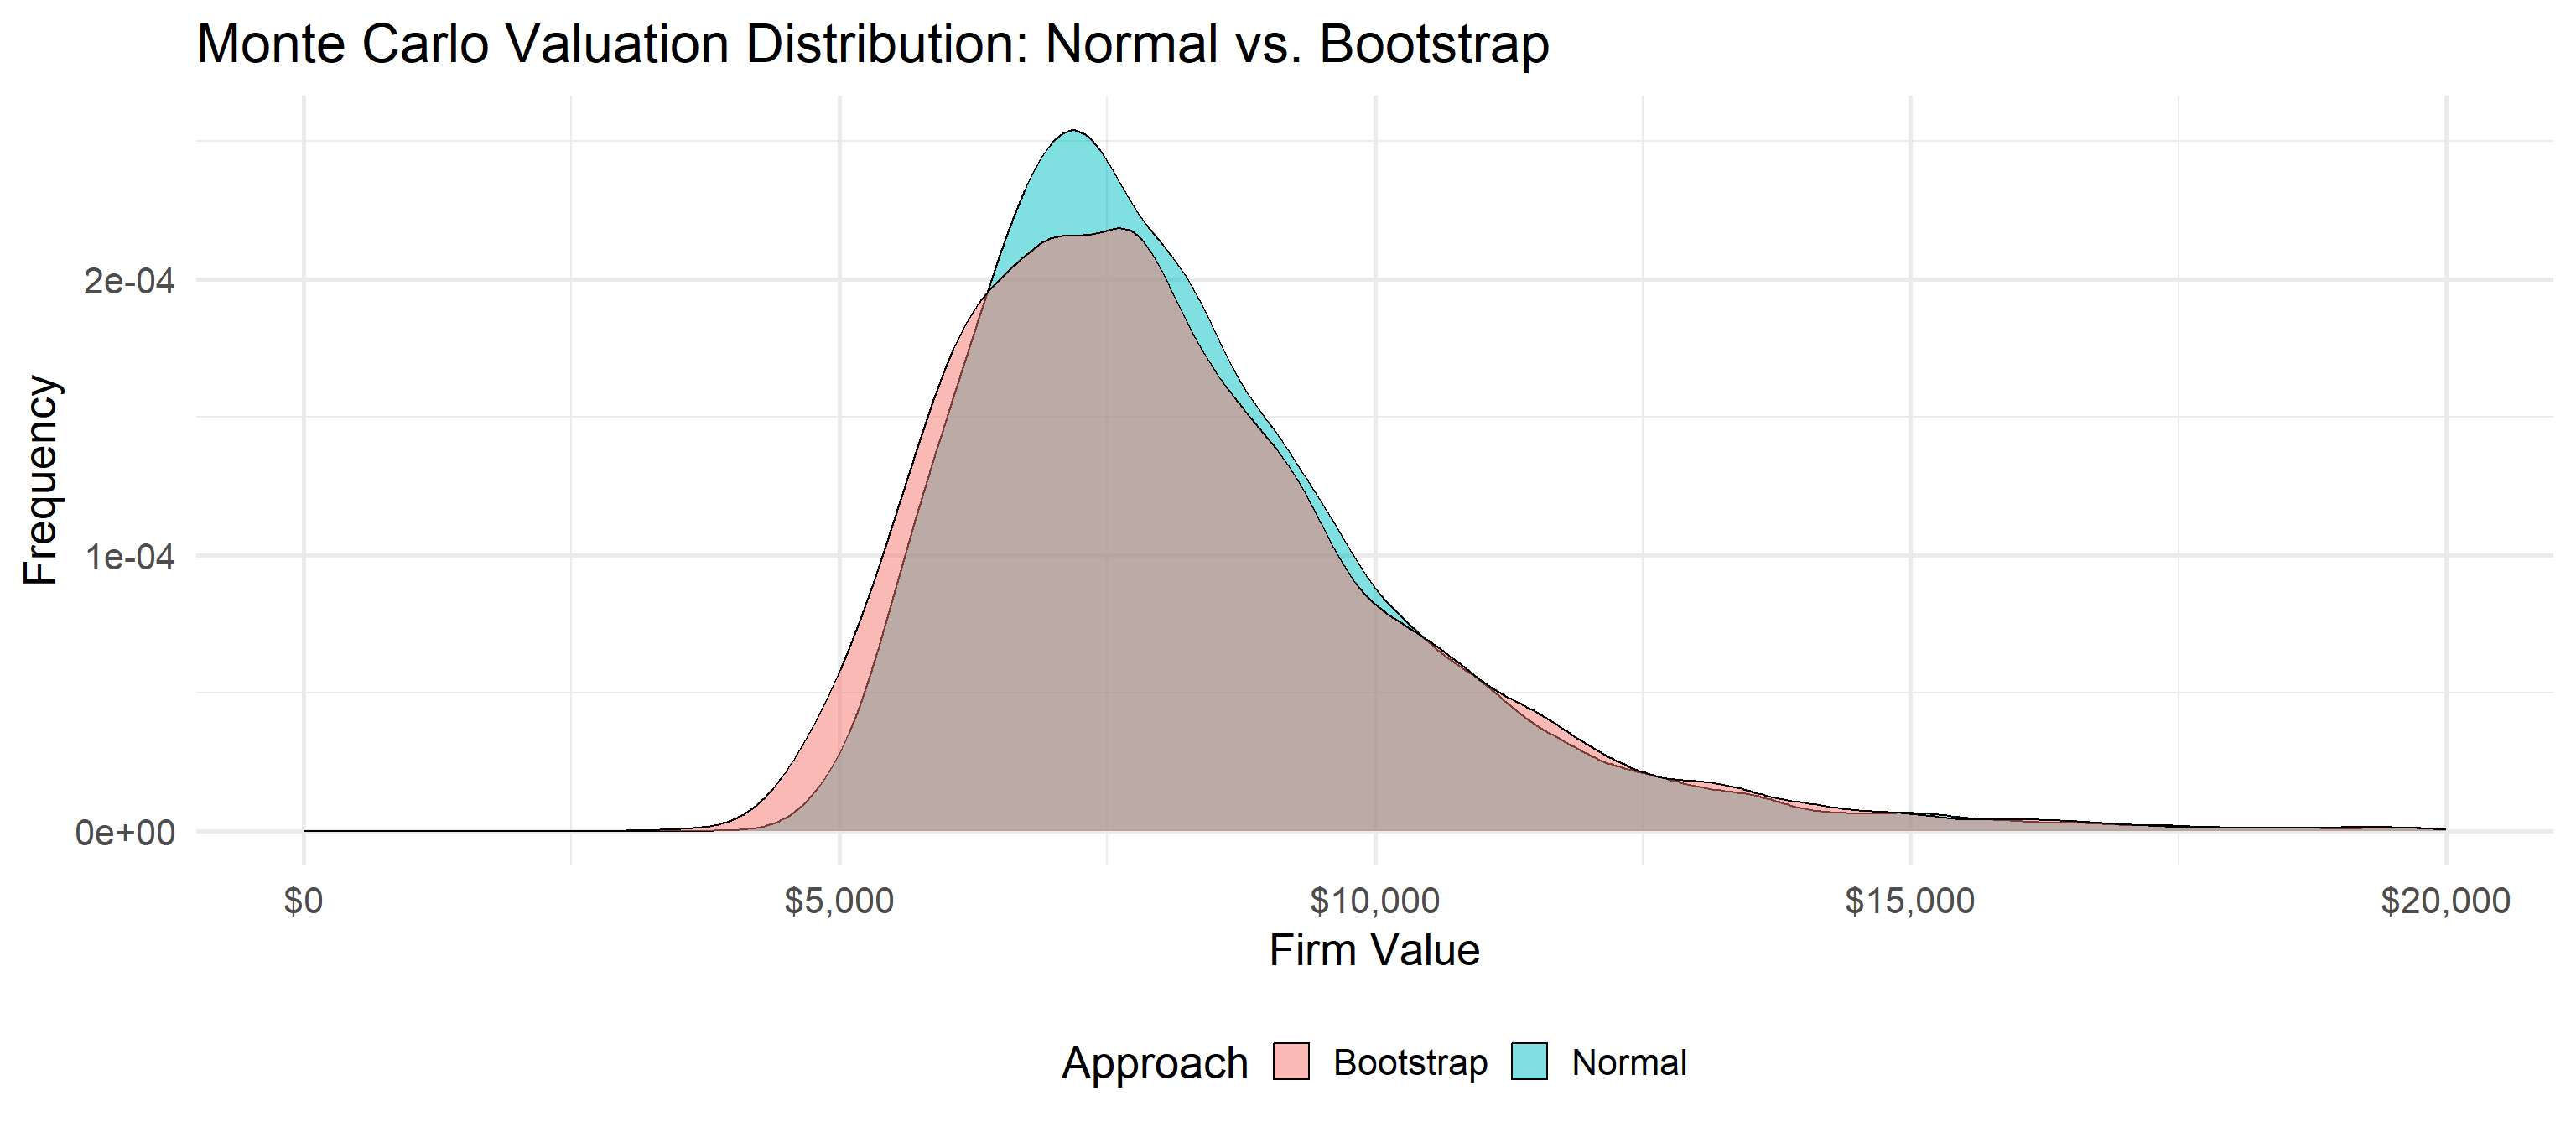 Monte Carlo Valuation Distribution: Normal vs. Bootstrap
Frequency
2e-04
1e-04
0e+00
$0 $5,000 $10,000 $15,000 $20,000
Firm Value
Approach Bootstrap Normal